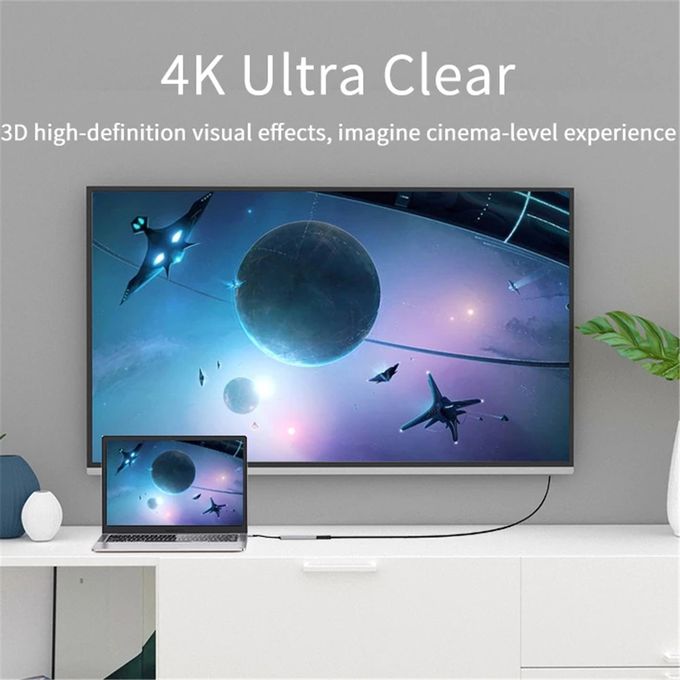 4K Ultra Clear
3D high-definition visual effects, imagine cinema-level experience